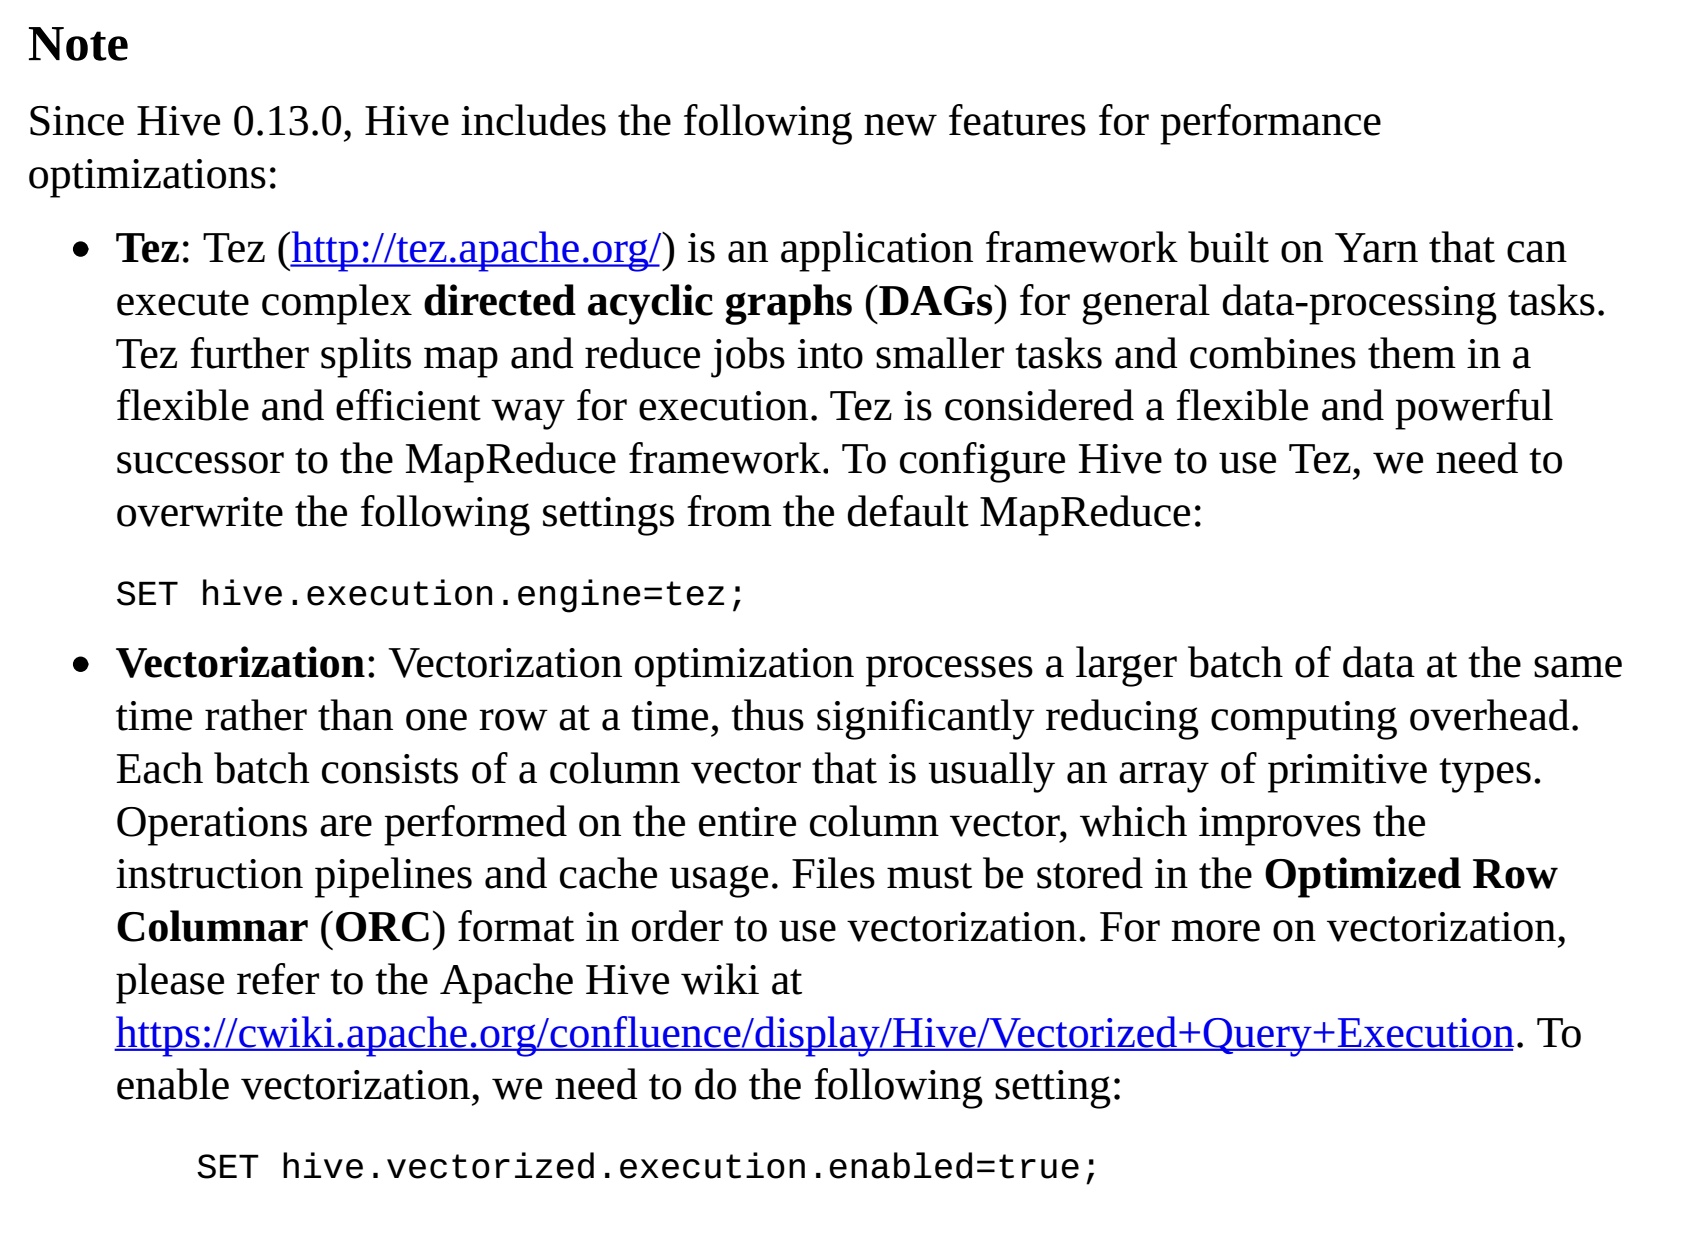 Note
Since Hive 0.13.0, Hive includes the following new features for performance
optimizations:
• Tez: Tez (http://tez.apache.org/) is an application framework built on Yarn that can
execute complex directed acyclic graphs (DAGs) for general data-processing tasks.
Tez further splits map and reduce jobs into smaller tasks and combines them in a
flexible and efficient way for execution. Tez is considered a flexible and powerful
successor to the MapReduce framework. To configure Hive to use Tez, we need to
overwrite the following settings from the default MapReduce:
SET hive.execution.engine=tez;
• Vectorization: Vectorization optimization processes a larger batch of data at the same
time rather than one row at a time, thus significantly reducing computing overhead.
Each batch consists of a column vector that is usually an array of primitive types.
Operations are performed on the entire column vector, which improves the
instruction pipelines and cache usage. Files must be stored in the Optimized Row
Columnar (ORC) format in order to use vectorization. For more on vectorization,
please refer to the Apache Hive wiki at
https://cwiki.apache.org/confluence/display/Hive/Vectorized+Query+Execution. To
enable vectorization, we need to do the following setting:
SET hive.vectorized.execution.enabled=true;